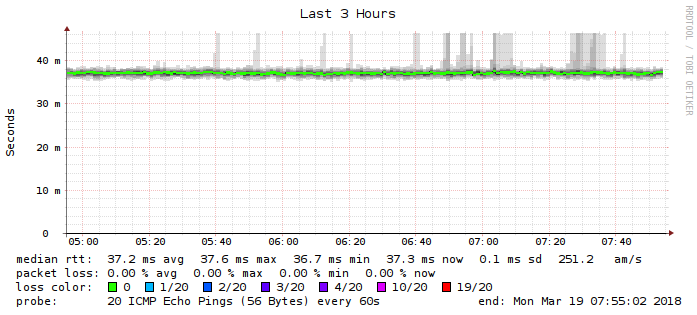 Last 3 Hours
RRDTOOL / TOBI OETIKER
Seconds
40 m
30 m
20 m
10 m
0
05:00 05:20 05:40 06:00 06:20 06:40 07:00 07:20 07:40
median rtt: 37.2 ms avg 37.6 ms max 36.7 ms min 37.3 ms now 0.1 ms sd 251.2 am/s
packet loss: 0.00 % avg 0.00 % max 0.00 % min 0.00 % now
loss color: 0 1/20 2/20 3/20 4/20 10/20 19/20
probe: 20 ICMP Echo Pings (56 Bytes) every 60s end: Mon Mar 19 07:55:02 2018